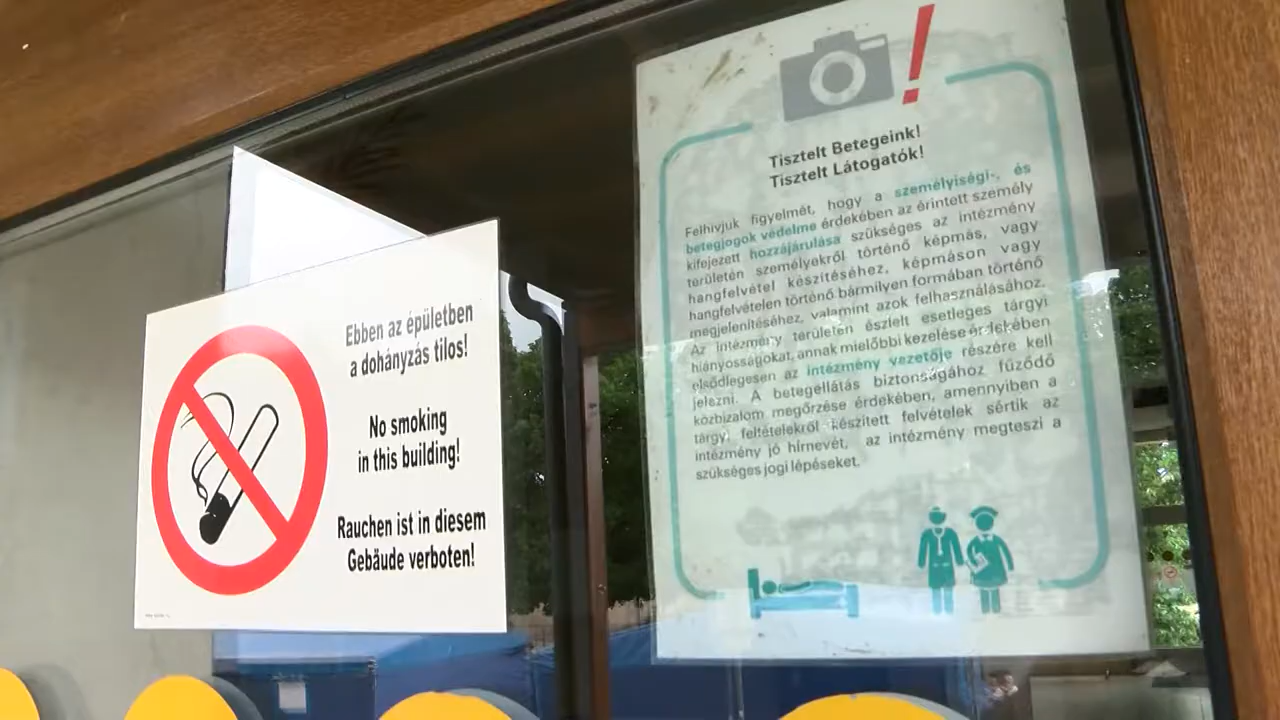 Ebben az épületben
a dohányzás tilos!
No smoking
in this building!
Rauchen ist in diesem
Gebäude verboten!
!
Tisztelt Betegeink!
Tisztelt Látogatók!
Felhívjuk figyelmét, hogy a személyiségi-, és
betegjogok védelme érdekében az érintett személy
kifejezett hozzájárulása szükséges az intézmény
területén személyekről történő képmás, vagy
hangfelvétel készítéséhez, képmáson vagy
hangfelvételen történő bármilyen formában történő
megjelenítéséhez, valamint azok felhasználásához.
Az intézmény területén észlelt esetleges tárgyi
hiányosságokat, annak mielőbbi kezelése érdekében
elsődlegesen az intézmény vezetője részére kell
jelezni. A betegellátás biztonságához fűződő
közbizalom megőrzése érdekében, amennyiben a
tárgyi feltételekről készített felvételek sértik az
intézmény jó hírnevét, az intézmény megteszi a
szükséges jogi lépéseket.